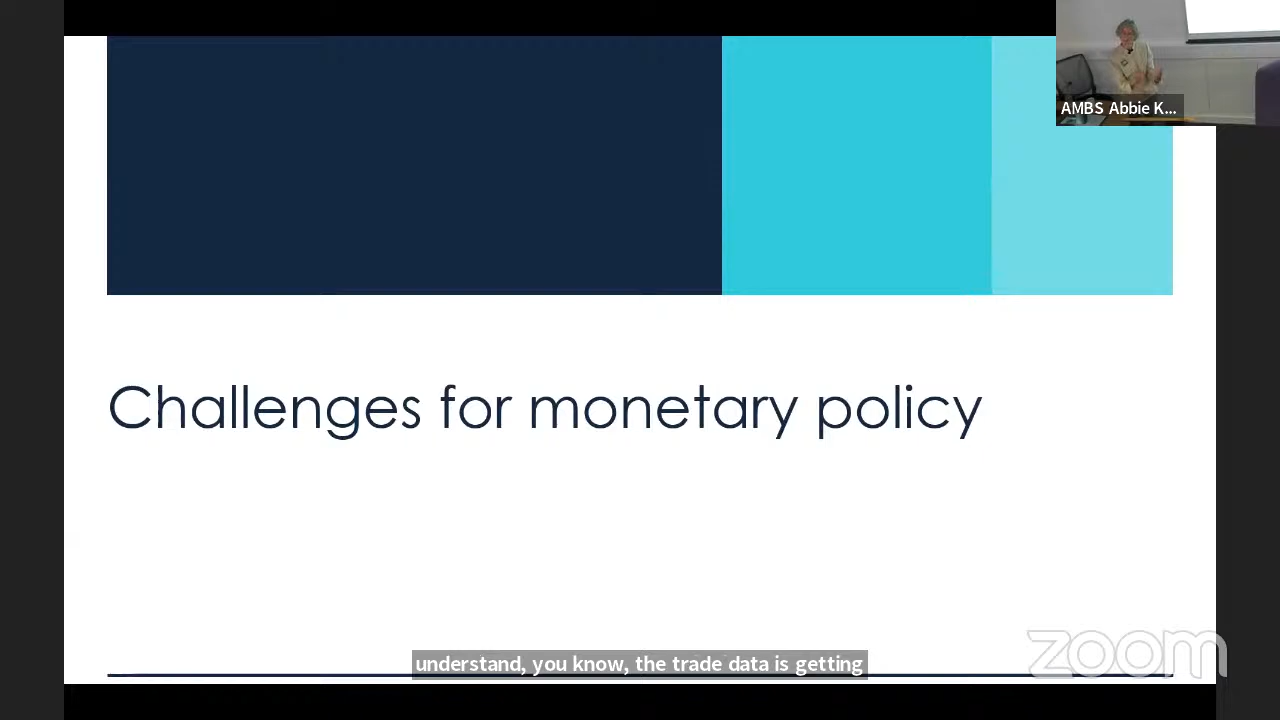 AMBS Abbie K...
Challenges for monetary policy
understand, you know, the trade data is getting
zoom